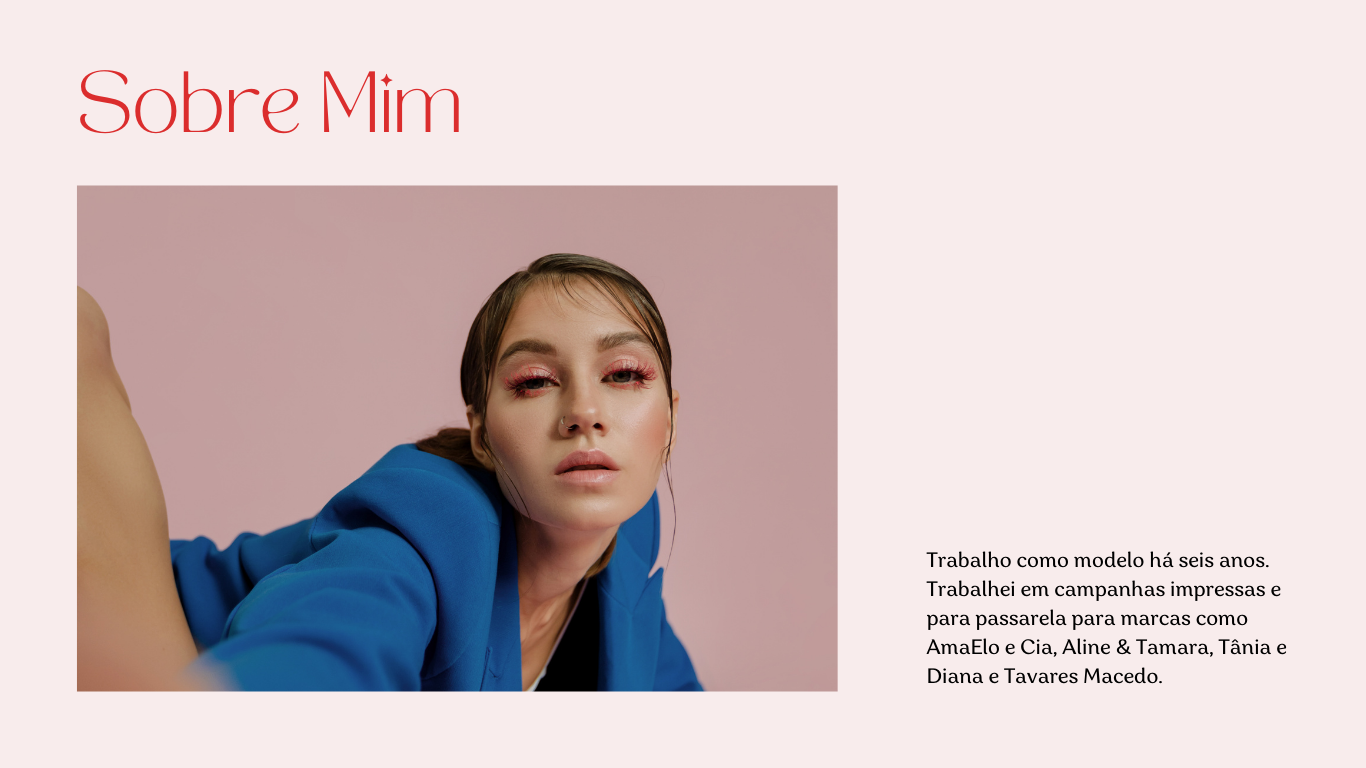 Sobre Mim
Trabalho como modelo há seis anos.
Trabalhei em campanhas impressas e
para passarela para marcas como
AmaElo e Cia, Aline & Tamara, Tânia e
Diana e Tavares Macedo.